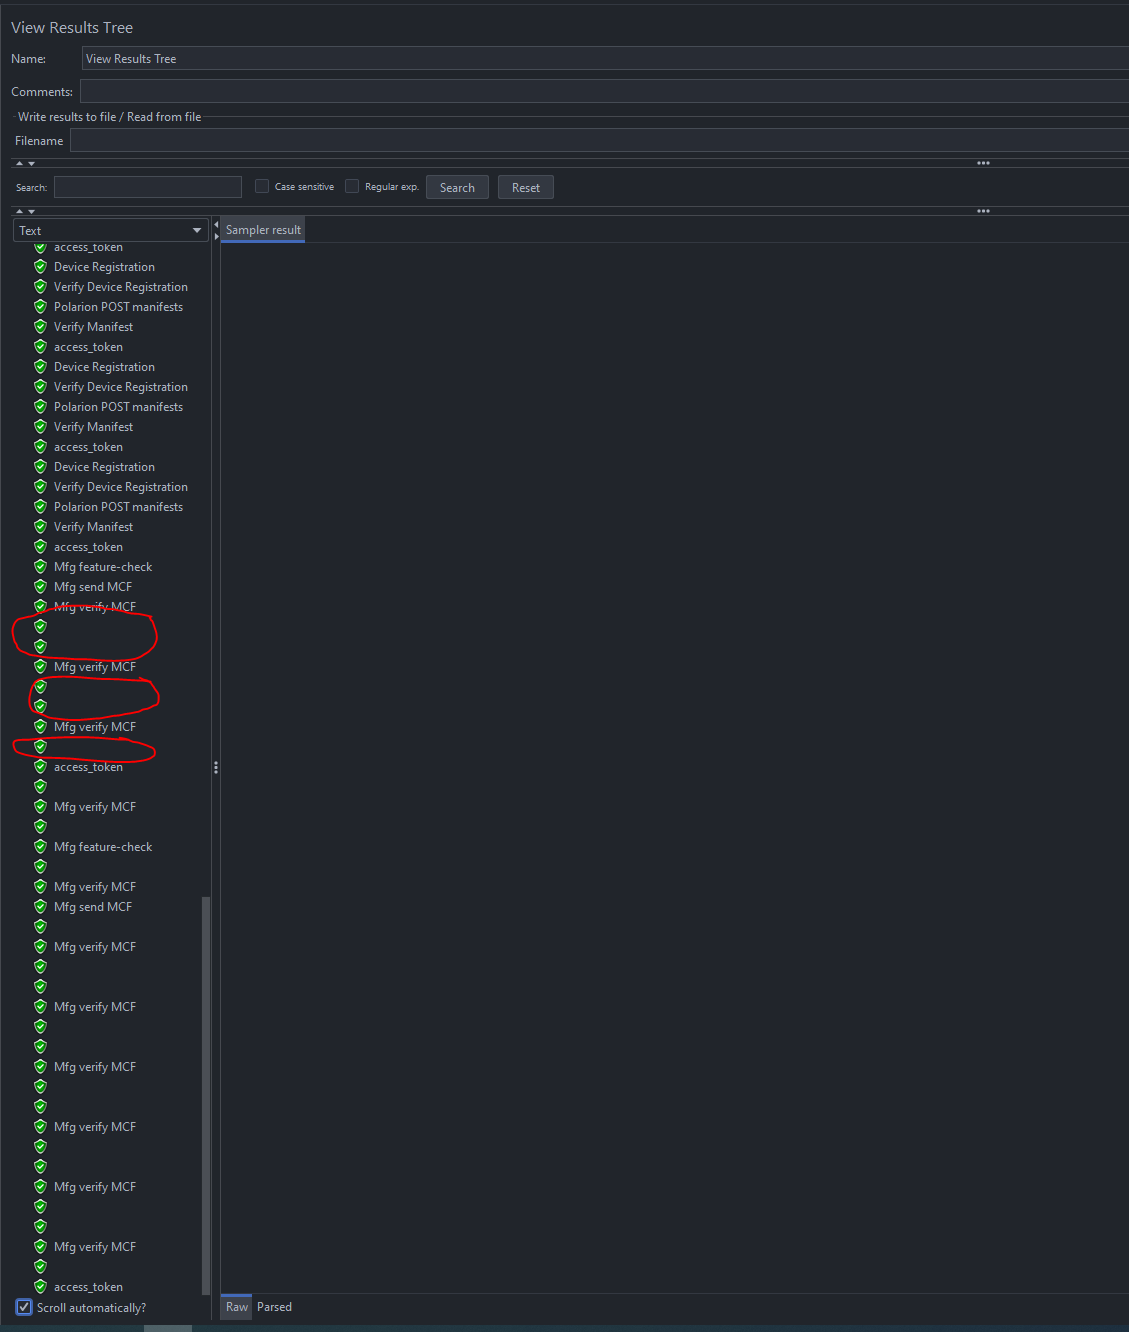 View Results Tree
Name: View Results Tree
Comments:
Write results to file / Read from file
Filename
Search: Case sensitive Regular exp. Search Reset
Text Sampler result
access_token
Device Registration
Verify Device Registration
Polarion POST manifests
Verify Manifest
access_token
Device Registration
Verify Device Registration
Polarion POST manifests
Verify Manifest
access_token
Device Registration
Verify Device Registration
Polarion POST manifests
Verify Manifest
access_token
Mfg feature-check
Mfg send MCF
Mfg verify MCF
Mfg verify MCF
Mfg verify MCF
access_token
Mfg verify MCF
Mfg feature-check
Mfg verify MCF
Mfg send MCF
Mfg verify MCF
Mfg verify MCF
Mfg verify MCF
Mfg verify MCF
Mfg verify MCF
Mfg verify MCF
access_token
Scroll automatically? Raw Parsed